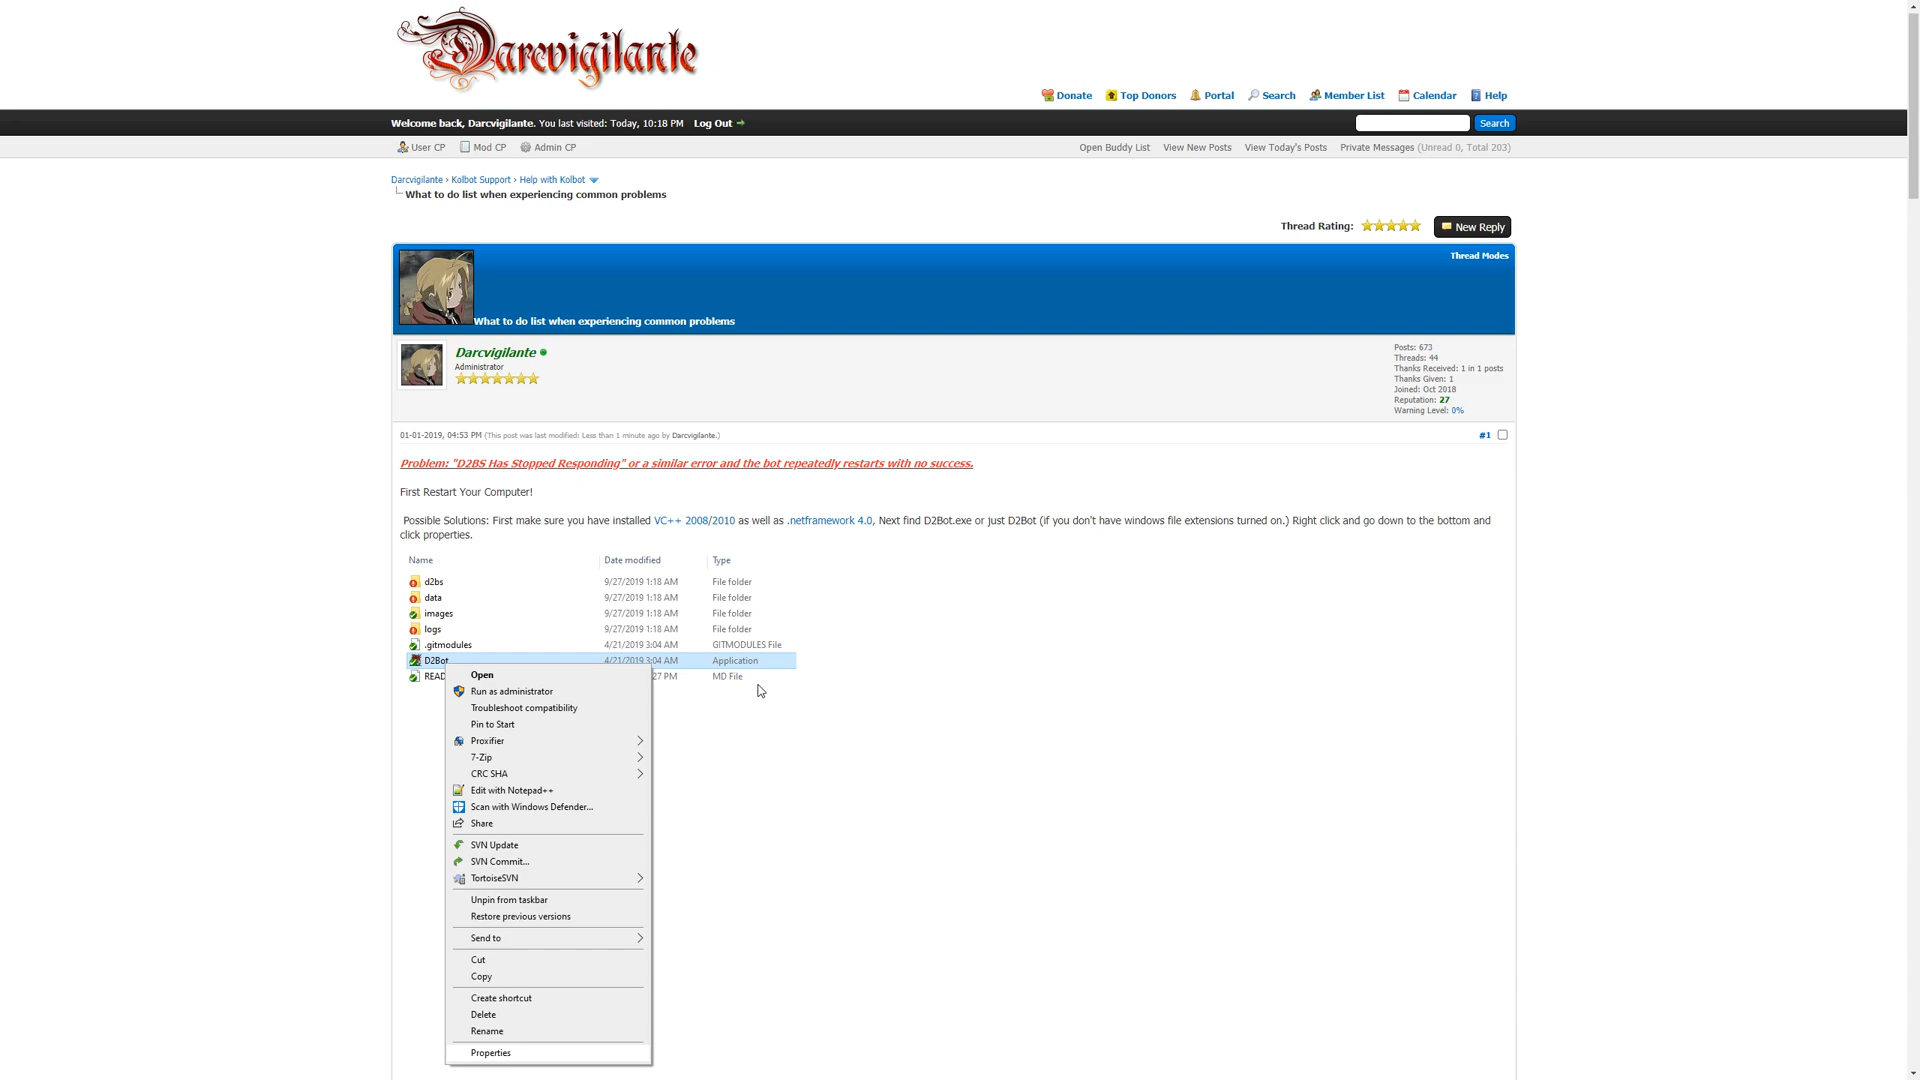 Darcvigilante
Donate Top Donors Portal Search Member List Calendar Help
Welcome back, Darcvigilante. You last visited: Today, 10:18 PM Log Out Search
User CP Mod CP Admin CP Open Buddy List View New Posts View Today's Posts Private Messages (Unread 0, Total 203)
Darcvigilante › Kolbot Support › Help with Kolbot
What to do list when experiencing common problems
Thread Rating: New Reply
Thread Modes
What to do list when experiencing common problems
Darcvigilante
Administrator
Posts: 673
Threads: 44
Thanks Received: 1 in 1 posts
Thanks Given: 1
Joined: Oct 2018
Reputation: 27
Warning Level: 0%
01-01-2019, 04:53 PM (This post was last modified: Less than 1 minute ago by Darcvigilante.) #1
Problem: "D2BS Has Stopped Responding" or a similar error and the bot repeatedly restarts with no success.
First Restart Your Computer!
Possible Solutions: First make sure you have installed VC++ 2008/2010 as well as .netframework 4.0, Next find D2Bot.exe or just D2Bot (if you don't have windows file extensions turned on.) Right click and go down to the bottom and
click properties.
Name Date modified Type
d2bs 9/27/2019 1:18 AM File folder
data 9/27/2019 1:18 AM File folder
images 9/27/2019 1:18 AM File folder
logs 9/27/2019 1:18 AM File folder
.gitmodules 4/21/2019 3:04 AM GITMODULES File
D2Bot 4/21/2019 3:04 AM Application
READ 27 PM MD File
Open
Run as administrator
Troubleshoot compatibility
Pin to Start
Proxifier
7-Zip
CRC SHA
Edit with Notepad++
Scan with Windows Defender...
Share
SVN Update
SVN Commit...
TortoiseSVN
Unpin from taskbar
Restore previous versions
Send to
Cut
Copy
Create shortcut
Delete
Rename
Properties